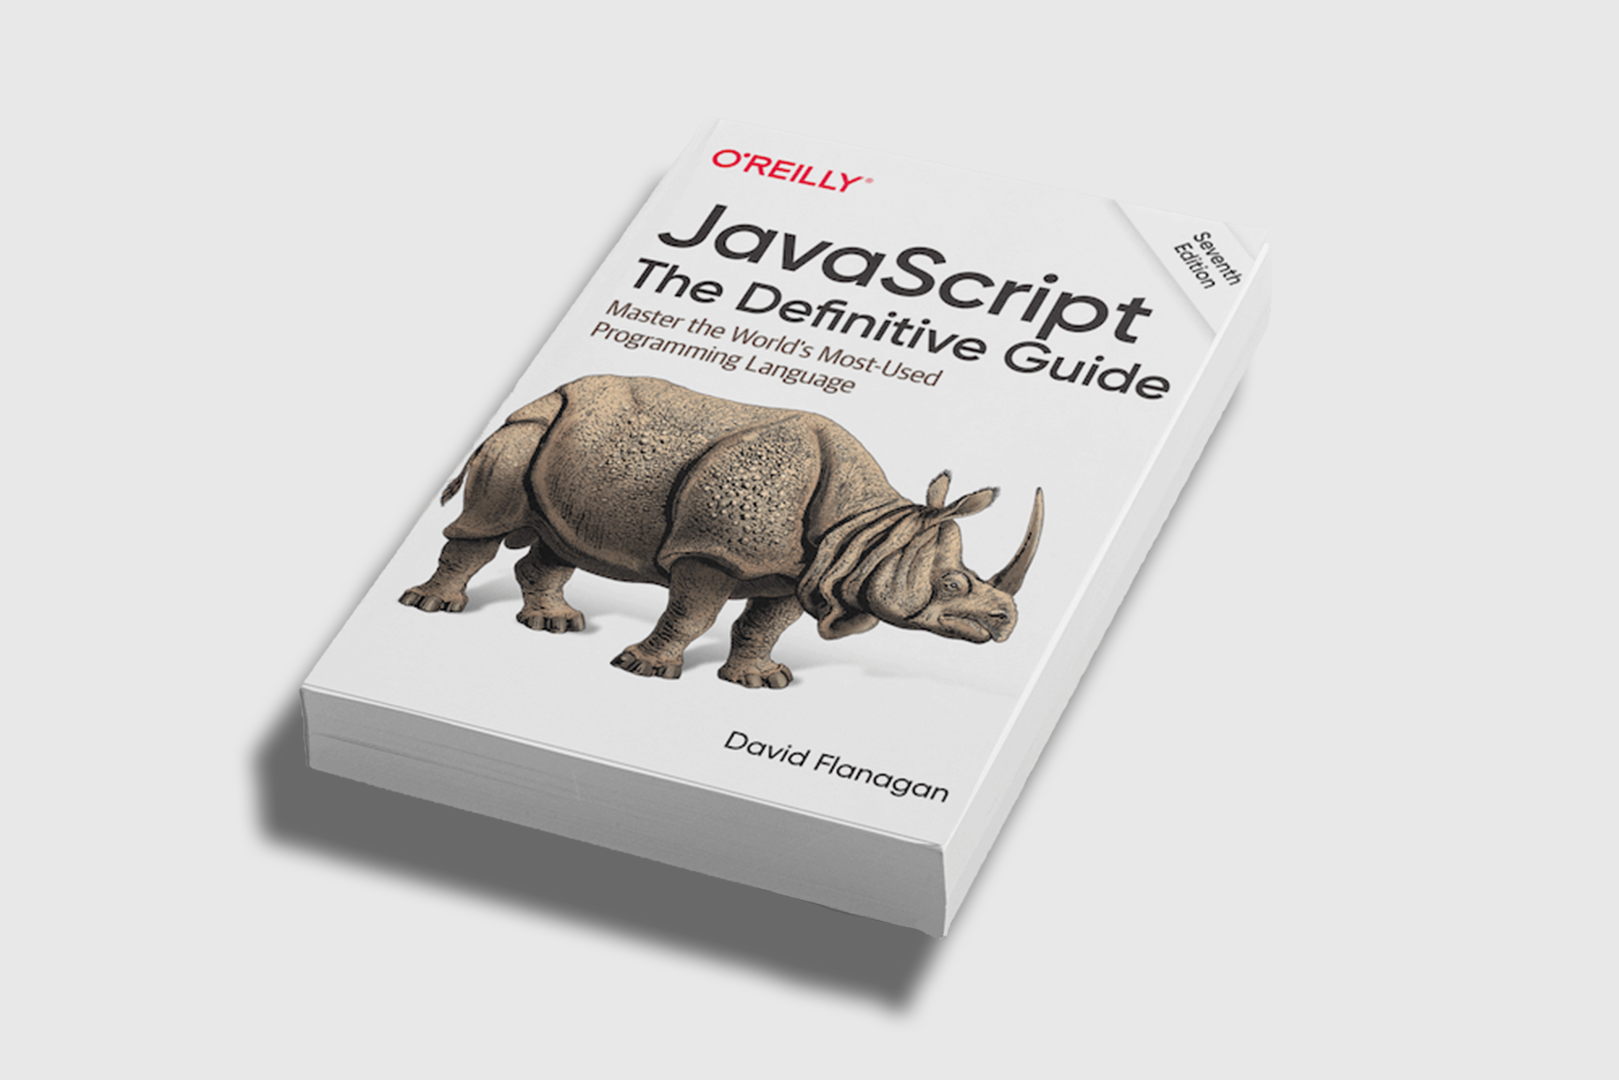 O'REILLY®
Seventh
Edition
JavaScript
The Definitive Guide
Master the World's Most-Used
Programming Language
David Flanagan